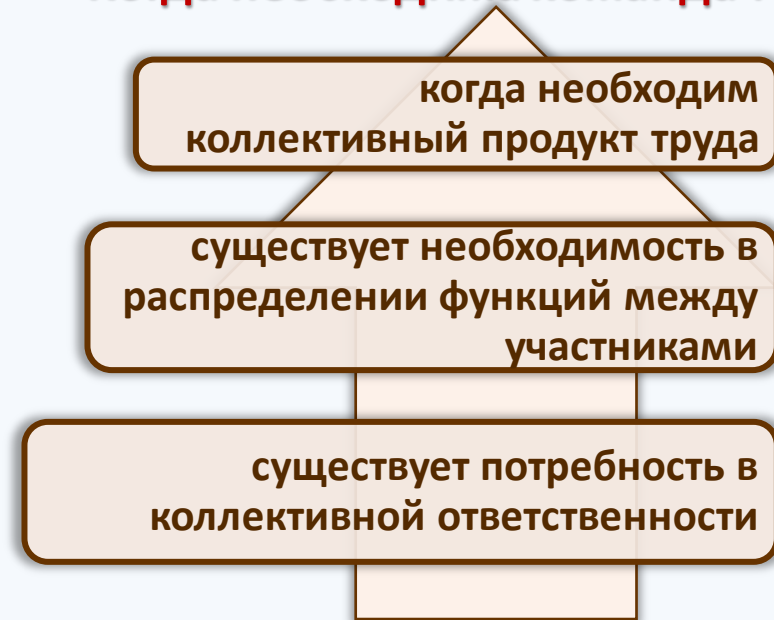 когда необходим
коллективный продукт труда
существует необходимость в
распределении функций между
участниками
существует потребность в
коллективной ответственности